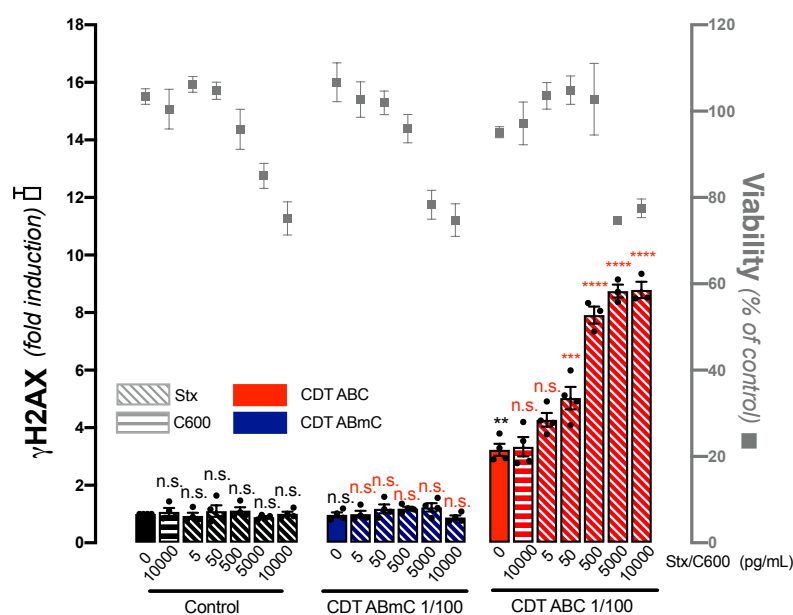 18
16
14
12
10
8
6
4
2
0
γH2AX (fold induction)
120
100
80
60
40
20
0
Viability (% of control)
Stx
C600
CDT ABC
CDT ABmC
n.s.
n.s.
n.s.
n.s.
n.s.
n.s.
n.s.
n.s.
n.s.
n.s.
n.s.
n.s.
**
n.s.
n.s.
***
****
****
****
0
10000
5
50
500
5000
10000
0
5
50
500
5000
10000
0
10000
5
50
500
5000
10000
Stx/C600 (pg/mL)
Control
CDT ABmC 1/100
CDT ABC 1/100